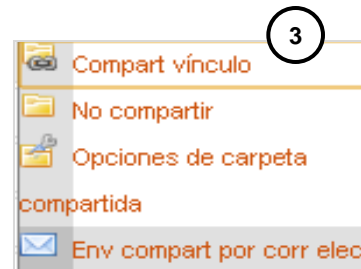 3
Compart vínculo
No compartir
Opciones de carpeta
compartida
Env compart por corr elec